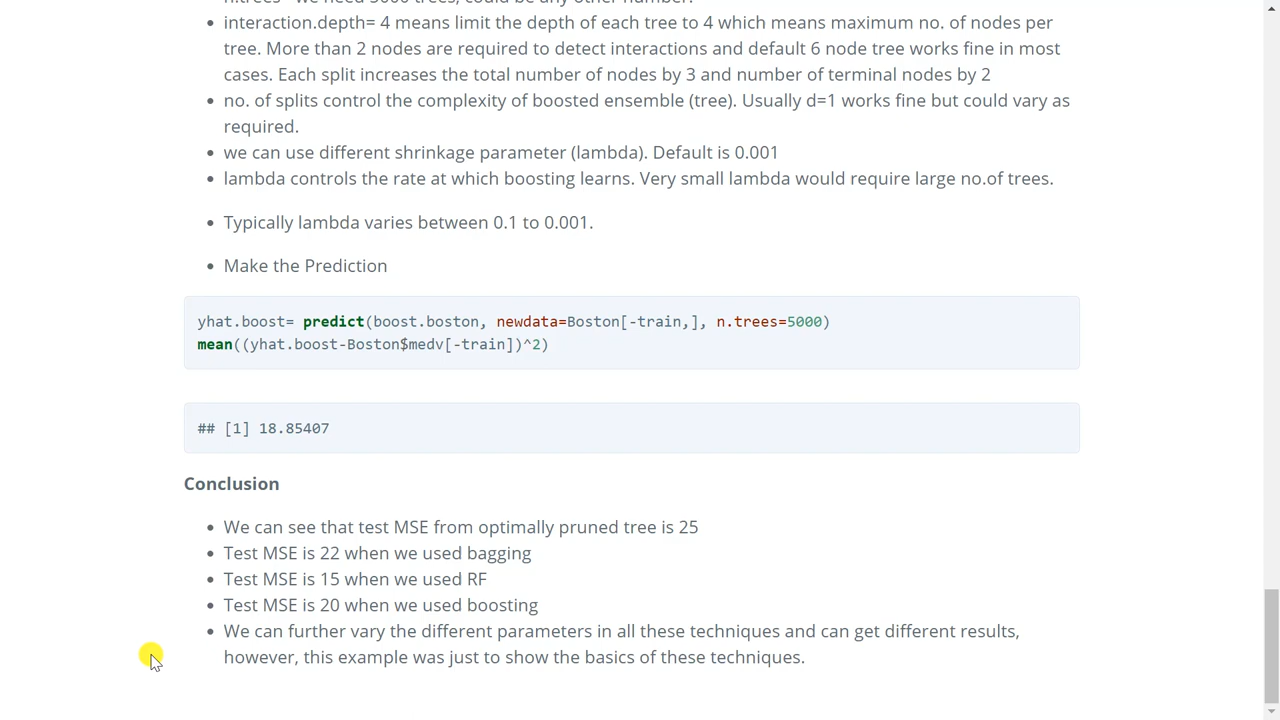 interaction.depth= 4 means limit the depth of each tree to 4 which means maximum no. of nodes per
tree. More than 2 nodes are required to detect interactions and default 6 node tree works fine in most
cases. Each split increases the total number of nodes by 3 and number of terminal nodes by 2
no. of splits control the complexity of boosted ensemble (tree). Usually d=1 works fine but could vary as
required.
we can use different shrinkage parameter (lambda). Default is 0.001
lambda controls the rate at which boosting learns. Very small lambda would require large no.of trees.
Typically lambda varies between 0.1 to 0.001.
Make the Prediction
yhat.boost= predict(boost.boston, newdata=Boston[-train,], n.trees=5000)
mean((yhat.boost-Boston$medv[-train])^2)
## [1] 18.85407
Conclusion
We can see that test MSE from optimally pruned tree is 25
Test MSE is 22 when we used bagging
Test MSE is 15 when we used RF
Test MSE is 20 when we used boosting
We can further vary the different parameters in all these techniques and can get different results,
however, this example was just to show the basics of these techniques.